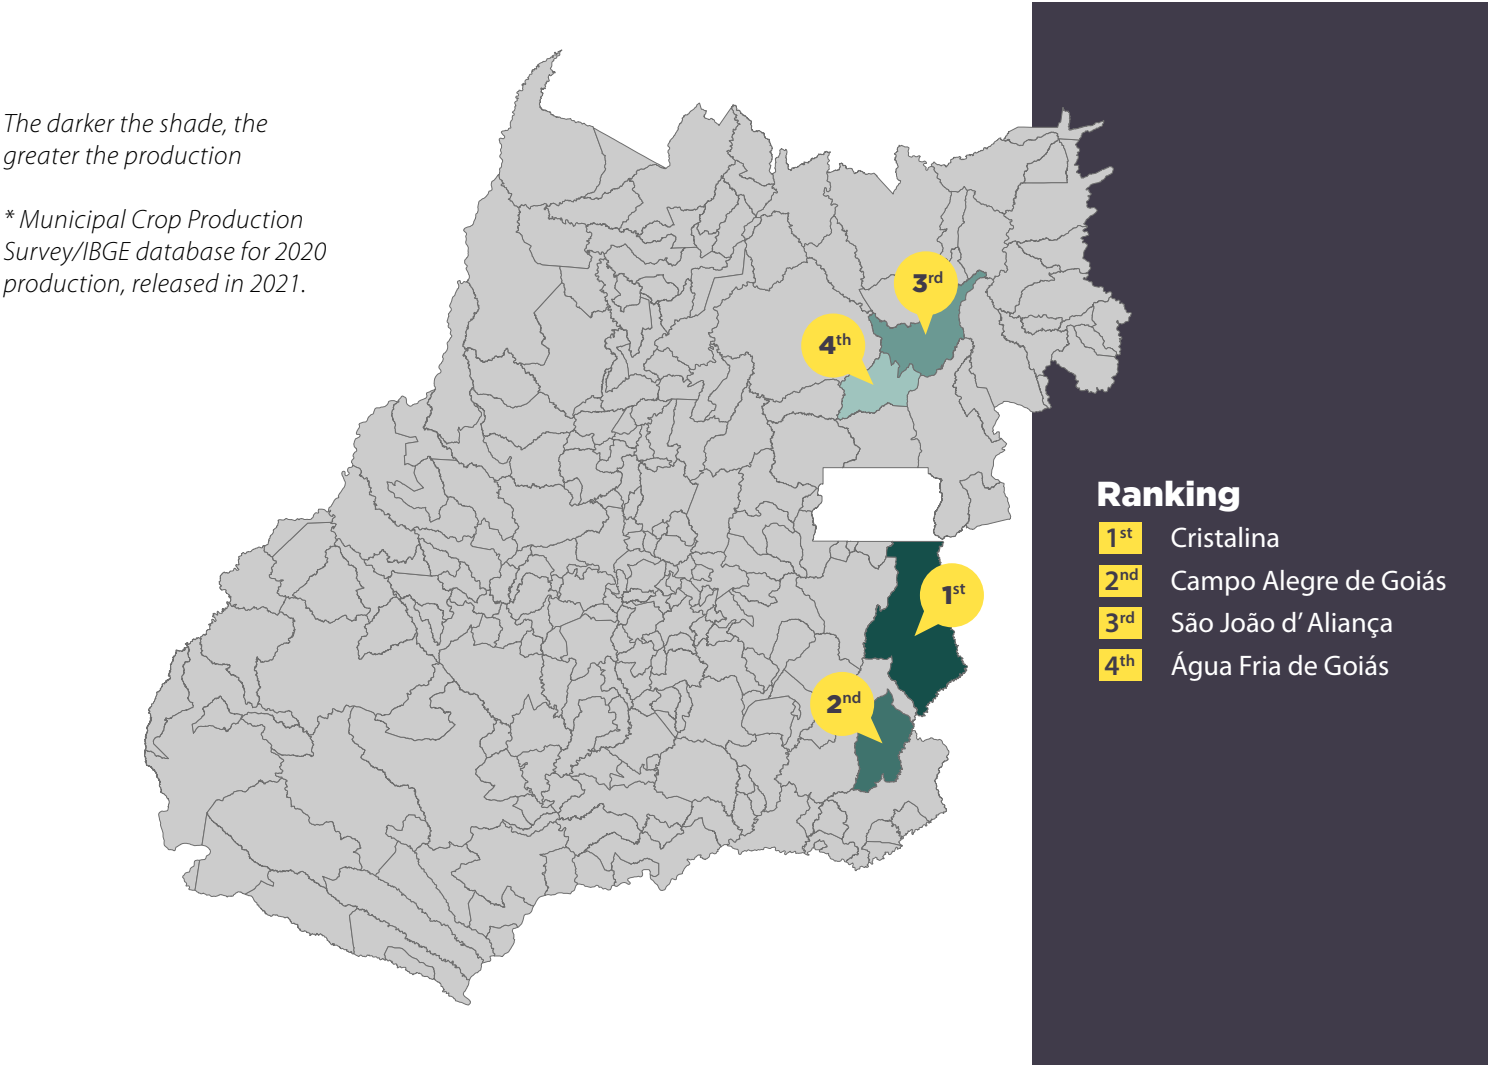 The darker the shade, the
greater the production
* Municipal Crop Production
Survey/IBGE database for 2020
production, released in 2021.
3rd
4th
1st
2nd
Ranking
1st Cristalina
2nd Campo Alegre de Goiás
3rd São João d’ Aliança
4th Água Fria de Goiás